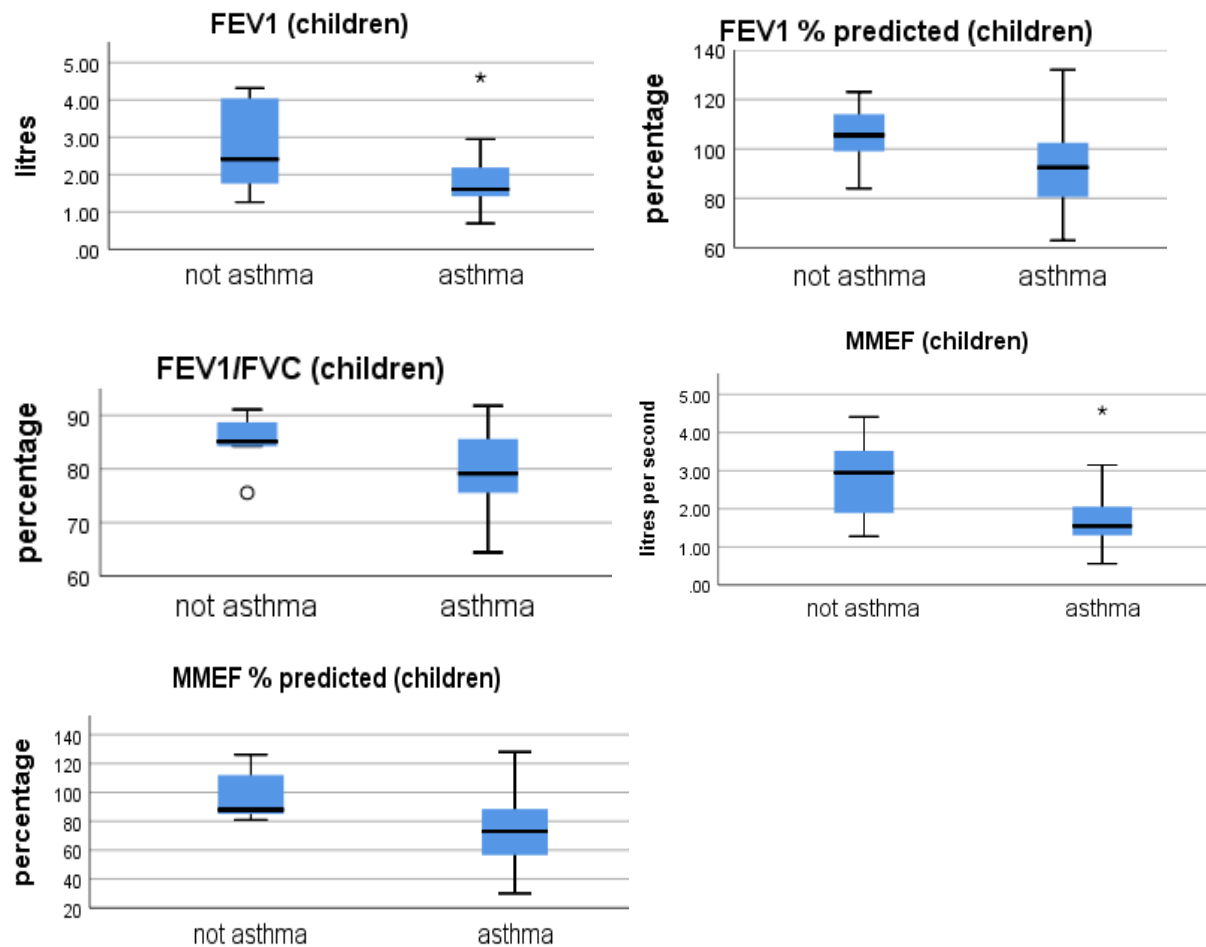 FEV1 (children)
litres
5.00
4.00
3.00
2.00
1.00
.00
*
not asthma
asthma
FEV1 % predicted (children)
percentage
140
120
100
80
60
not asthma
asthma
FEV1/FVC (children)
percentage
90
80
70
60
not asthma
asthma
MMEF (children)
litres per second
5.00
4.00
3.00
2.00
1.00
.00
*
not asthma
asthma
MMEF % predicted (children)
percentage
140
120
100
80
60
40
20
not asthma
asthma